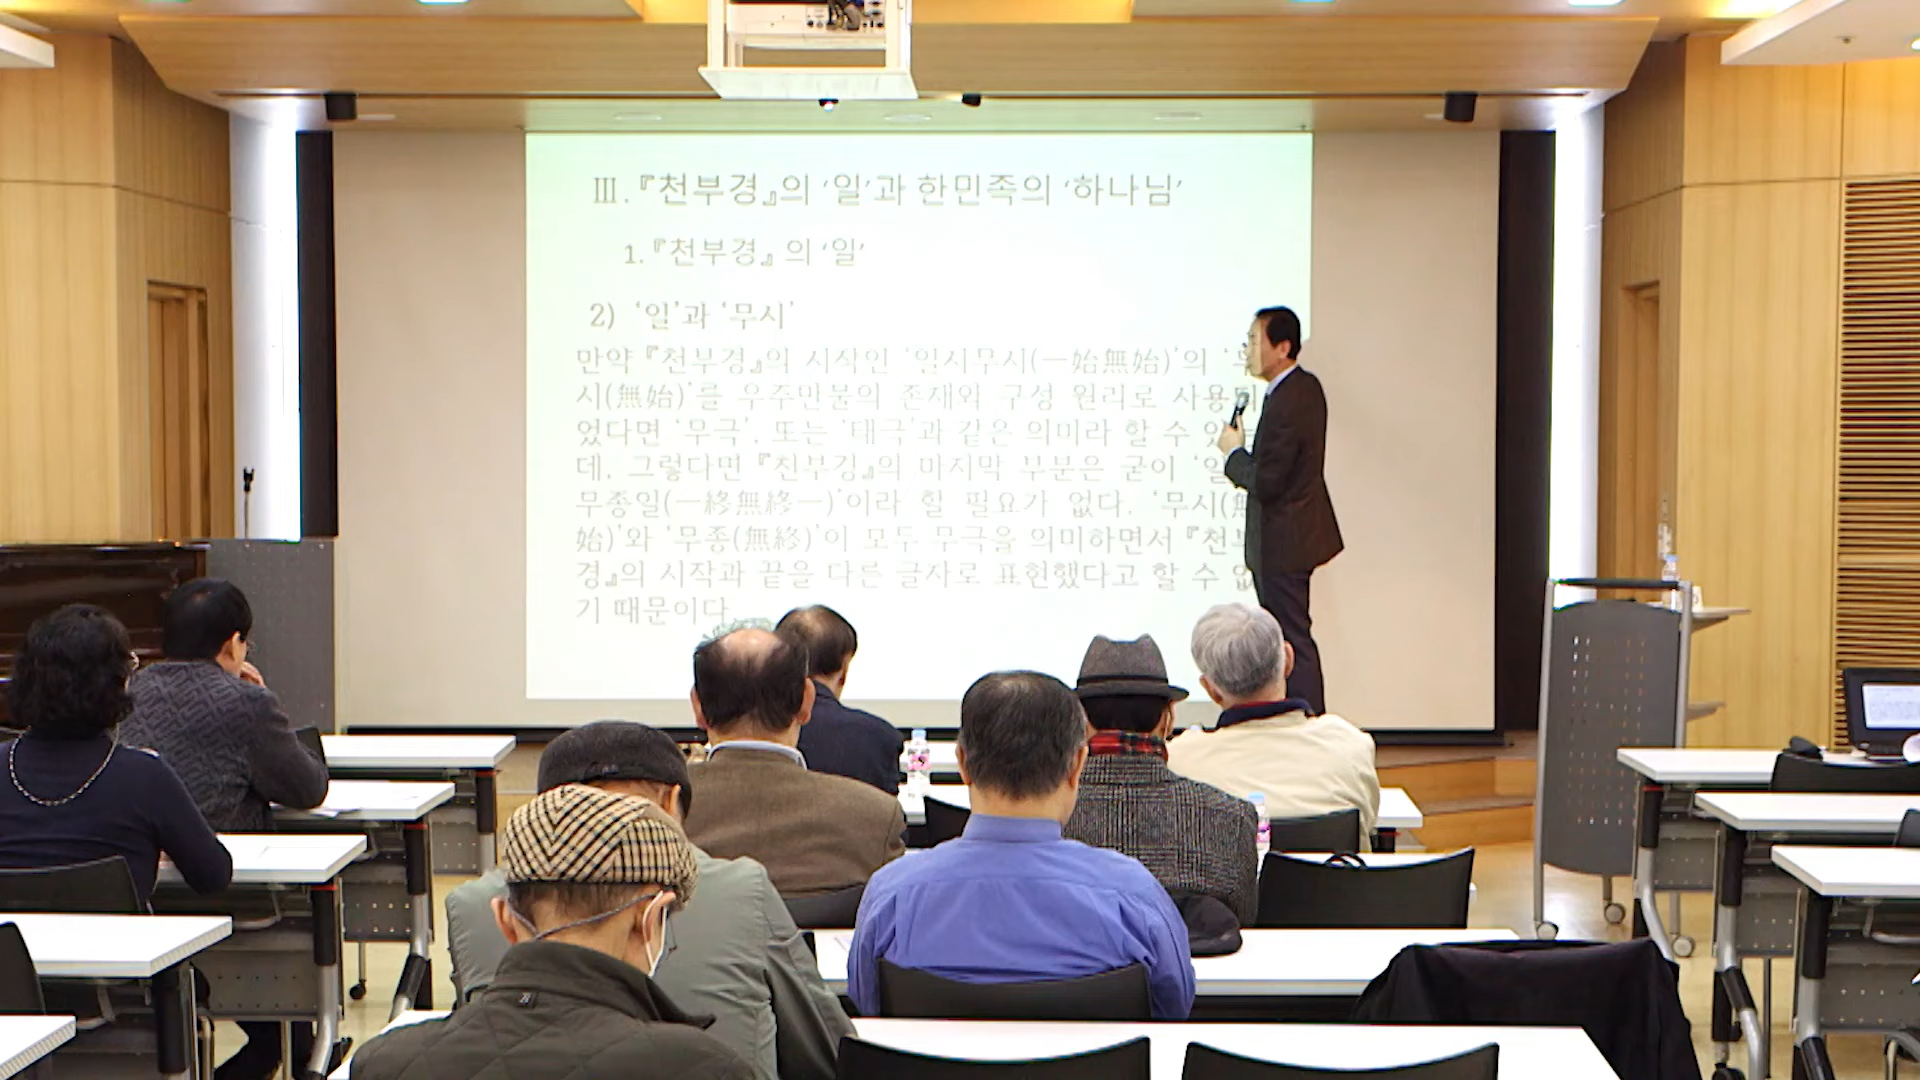 Ⅲ. 『천부경』의 '일'과 한민족의 '하나님'
1. 『천부경』의 '일'
2) '일'과 '무시'
만약 『천부경』의 시작인 '일시무시(一始無始)'의
시(無始)'를 우주만물의 존재와 구성 원리로 사용
었다면 '무극', 또는 '태극'과 같은 의미라 할 수
데, 그렇다면 『천부경』의 마지막 부분은 굳이 '일
무종일(一終無終一)'이라 할 필요가 없다. '무시(無
始)'와 '무종(無終)'이 모두 무극을 의미하면서 『천부
경』의 시작과 끝을 다른 글자로 표현했다고 할 수 없
기 때문이다